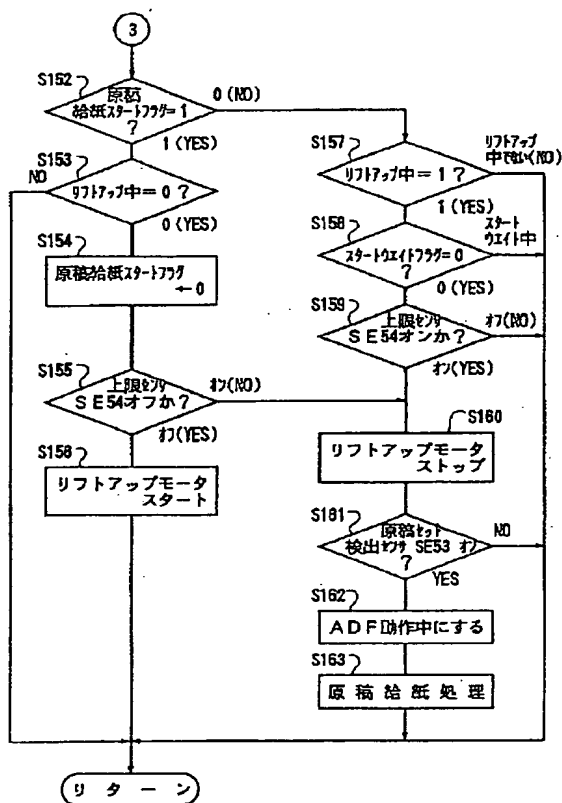 3
S152
原稿
給紙スタートフラグ=1
?
0(NO)
1(YES)
S153
NO
リフトアップ中=0?
0(YES)
S154
原稿給紙スタートフラグ
←0
S155
上限センサ
SE54オフか?
オン(NO)
オフ(YES)
S156
リフトアップモータ
スタート
S157
リフトアップ
中でない(NO)
リフトアップ中=1?
1(YES)
S158
スタート
ウエイト中
スタートウエイトフラグ=0
?
0(YES)
S159
上限センサ
SE54オンか?
オフ(NO)
オン(YES)
S160
リフトアップモータ
ストップ
S161
原稿セット
検出センサ SE53 オン
?
NO
YES
S162
ADF動作中にする
S163
原稿給紙処理
リターン